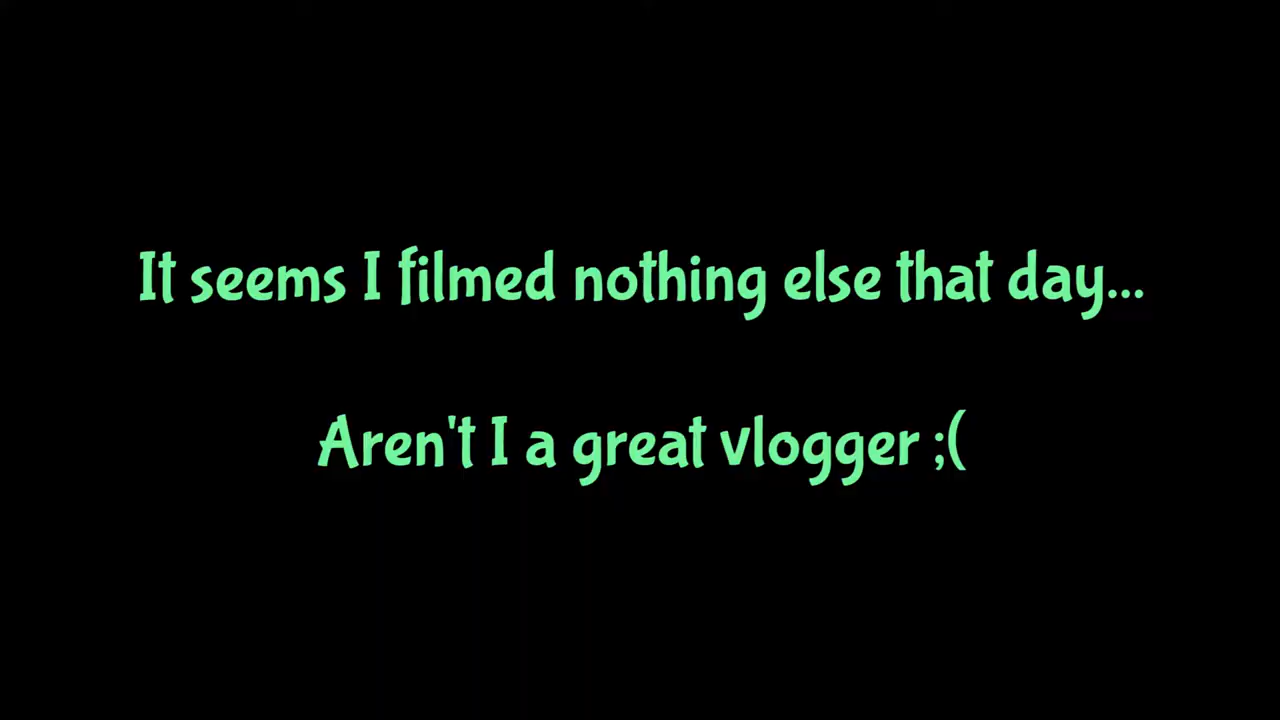 It seems I filmed nothing else that day...
Aren't I a great vlogger ;(